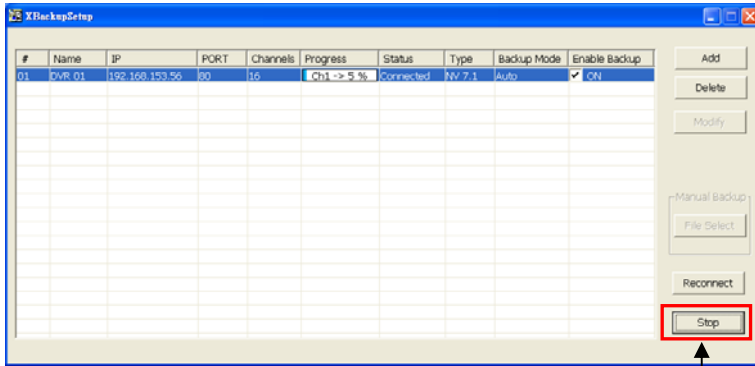 XBackupSetup
# Name IP PORT Channels Progress Status Type Backup Mode Enable Backup
01 DVR 01 192.168.153.56 80 16 Ch1 -> 5 % Connected NV 7.1 Auto ON
Add
Delete
Modify
Manual Backup
File Select
Reconnect
Stop